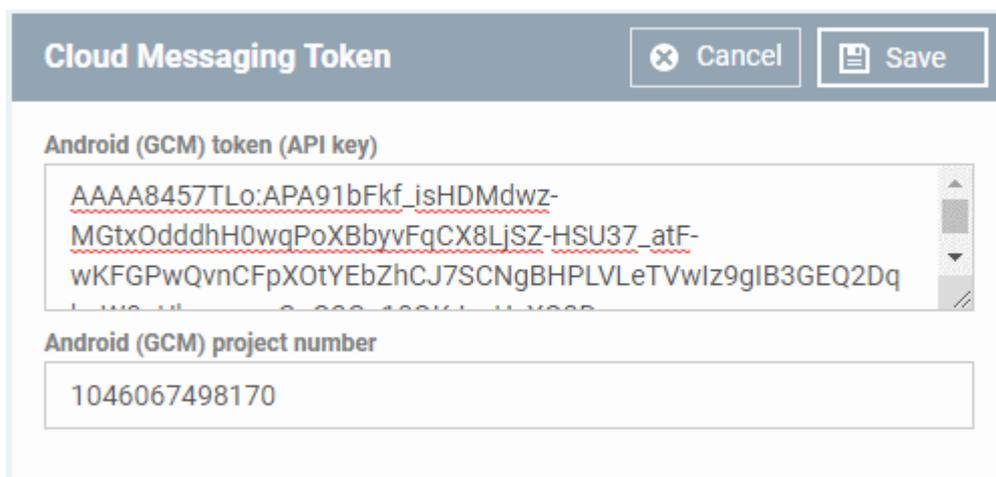 Cloud Messaging Token
Cancel
Save
Android (GCM) token (API key)
AAAA8457TLo:APA91bFkf_isHDMdwz-
MGtxOdddhH0wqPoXBbyvFqCX8LjSZ-HSU37_atF-
wKFGPwQvnCFpXOtYEbZhCJ7SCNgBHPLVLeTVwIz9gIB3GEQ2Dq
Android (GCM) project number
1046067498170